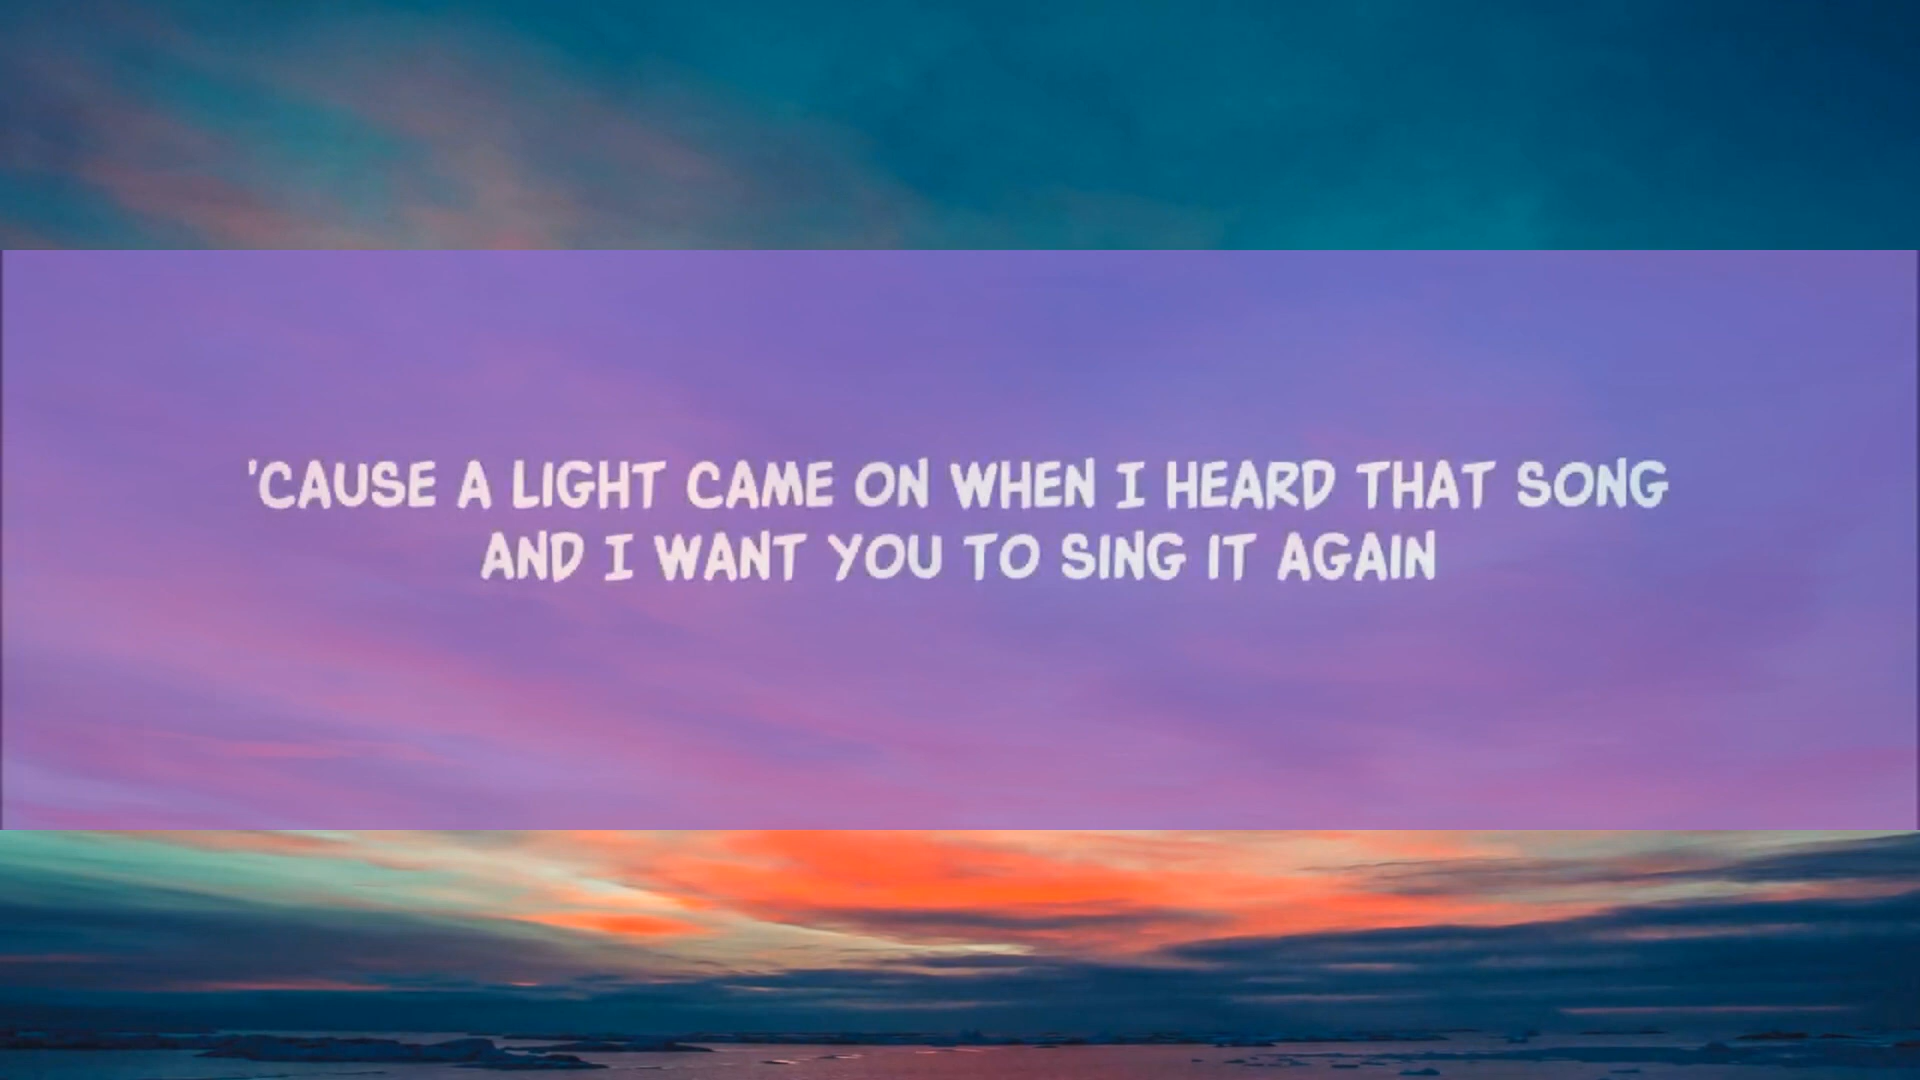 'CAUSE A LIGHT CAME ON WHEN I HEARD THAT SONG
AND I WANT YOU TO SING IT AGAIN